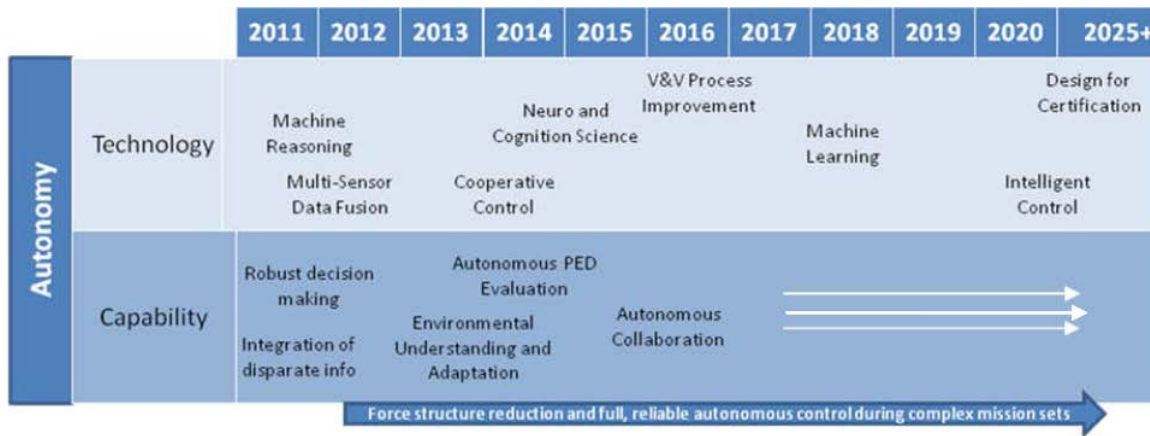 2011 2012 2013 2014 2015 2016 2017 2018 2019 2020 2025+
Autonomy
Technology
Machine
Reasoning
Multi-Sensor
Data Fusion
Neuro and
Cognition Science
Cooperative
Control
V&V Process
Improvement
Machine
Learning
Design for
Certification
Intelligent
Control
Capability
Robust decision
making
Integration of
disparate info
Autonomous PED
Evaluation
Environmental
Understanding and
Adaptation
Autonomous
Collaboration
Force structure reduction and full, reliable autonomous control during complex mission sets